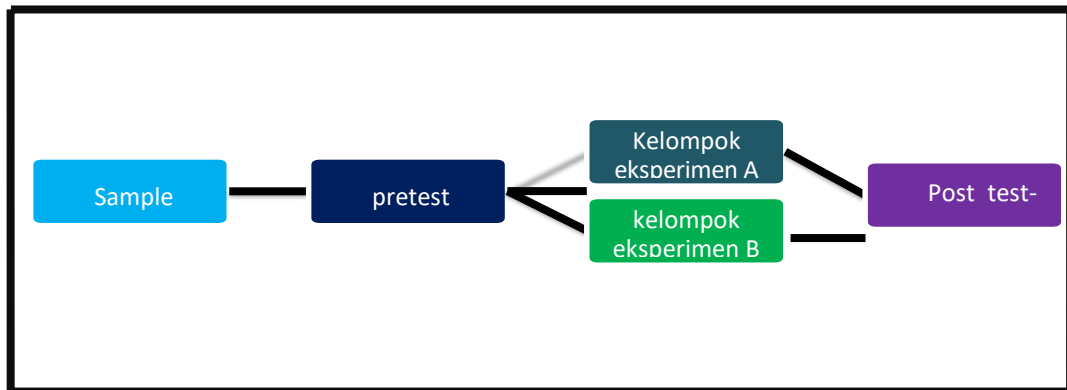 Sample
pretest
Kelompok
eksperimen A
kelompok
eksperimen B
Post test-